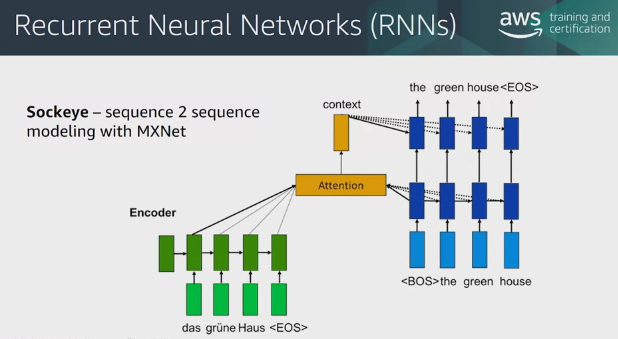 Recurrent Neural Networks (RNNs)
aws training and
certification
Sockeye – sequence 2 sequence
modeling with MXNet
the green house <EOS>
context
Attention
Encoder
<BOS> the green house
das grüne Haus <EOS>